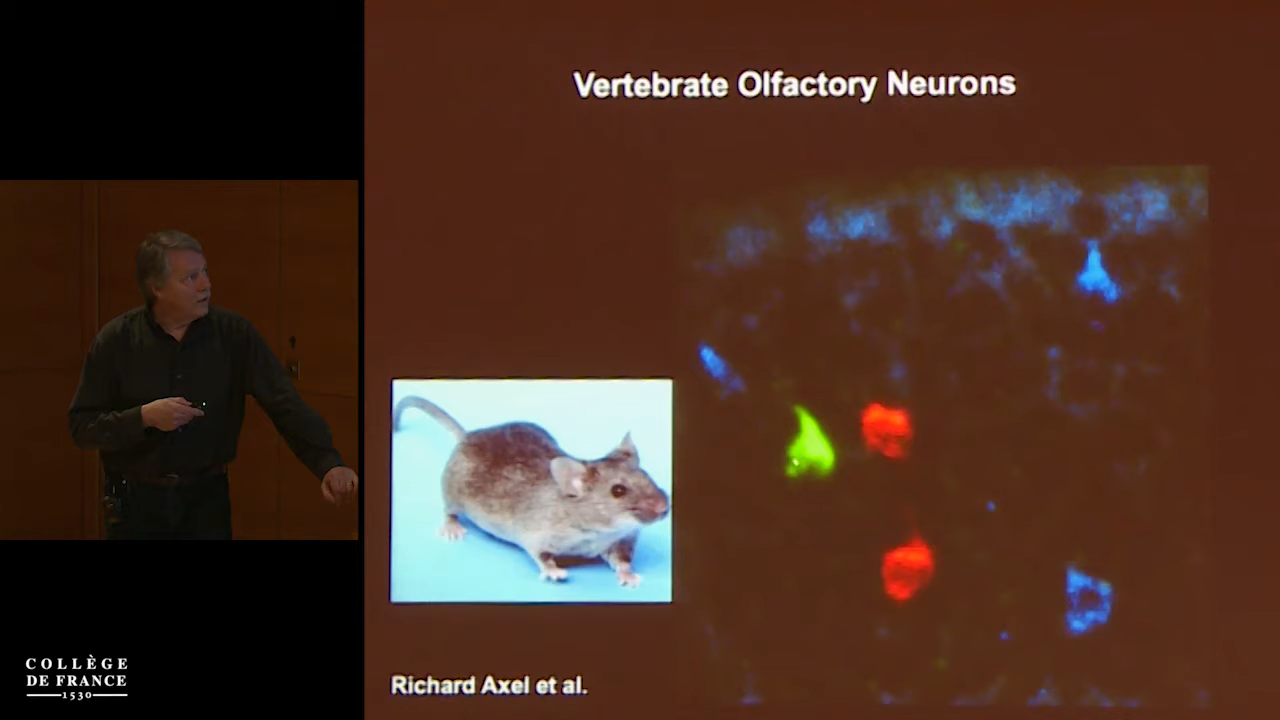 Vertebrate Olfactory Neurons
Richard Axel et al.
COLLÈGE
DE FRANCE
1530